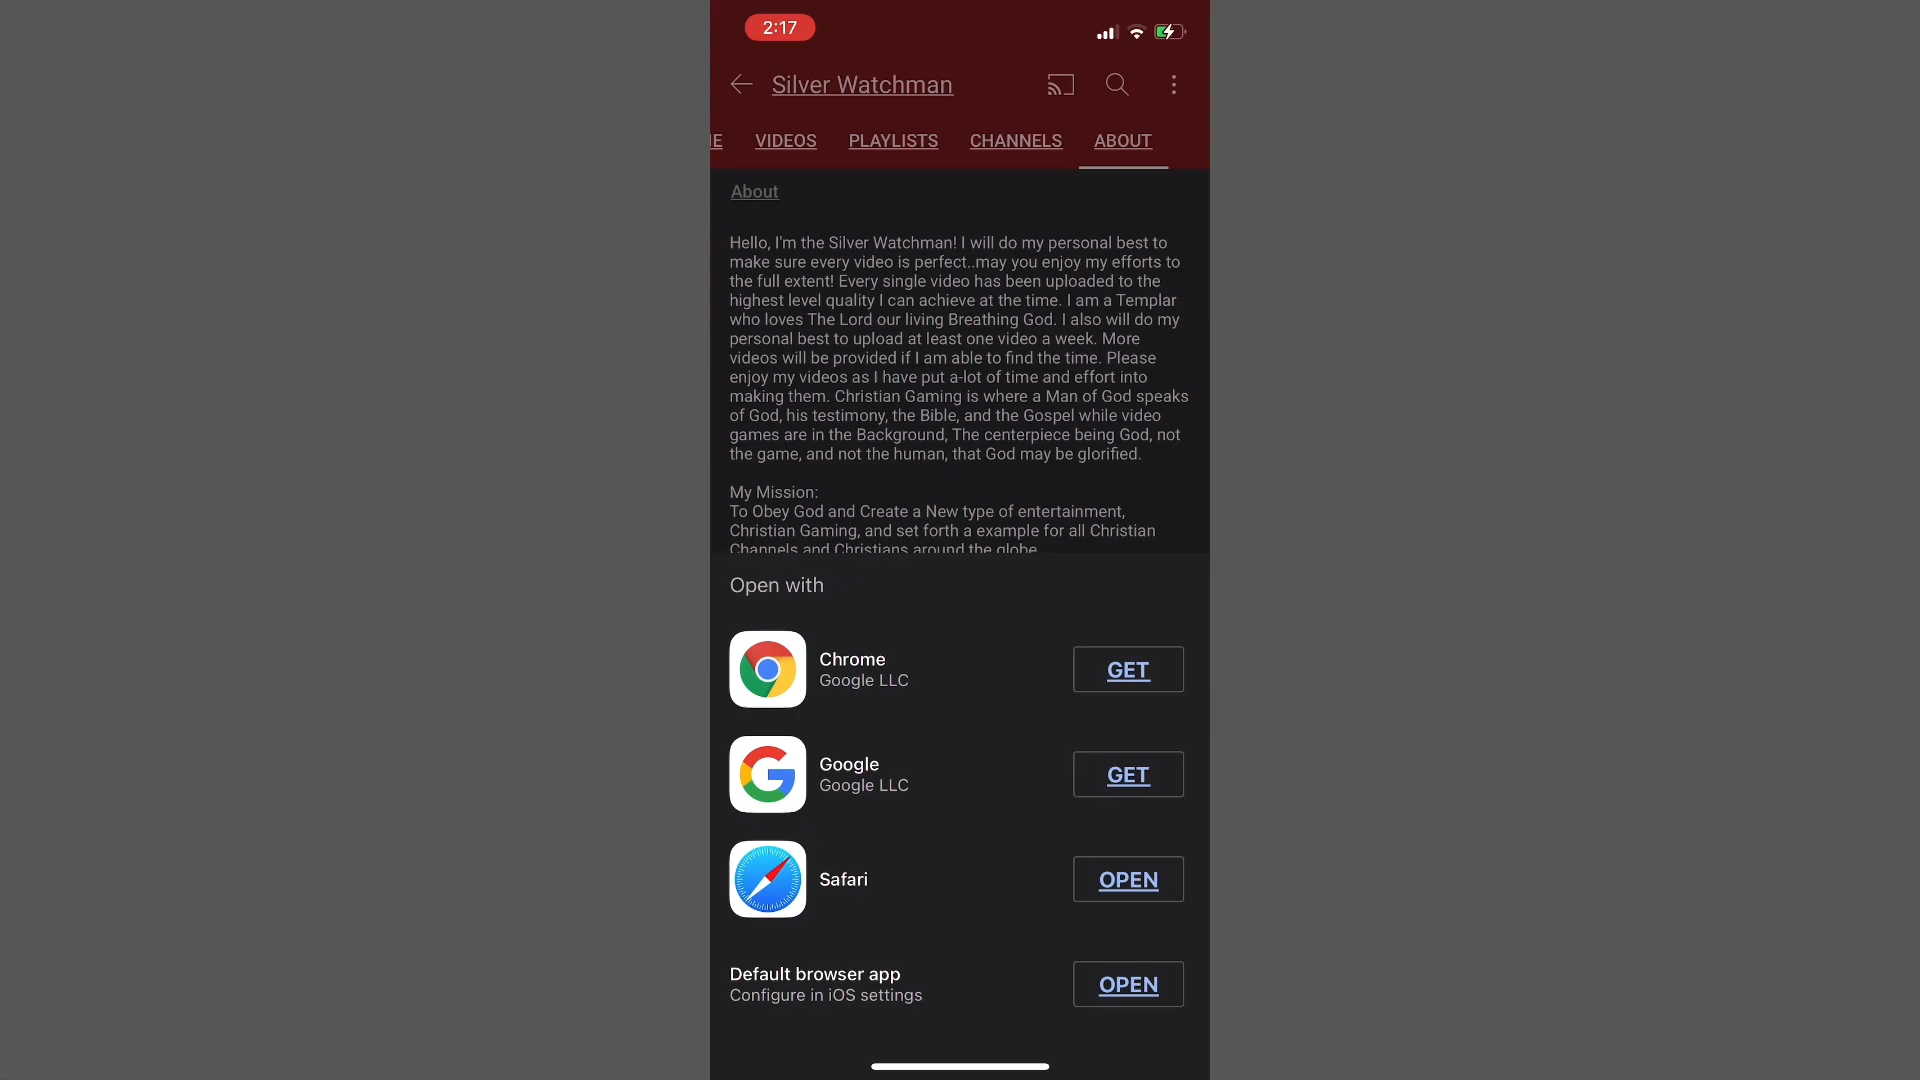 2:17
Silver Watchman
VIDEOS PLAYLISTS CHANNELS ABOUT
About
Hello, I'm the Silver Watchman! I will do my personal best to
make sure every video is perfect..may you enjoy my efforts to
the full extent! Every single video has been uploaded to the
highest level quality I can achieve at the time. I am a Templar
who loves The Lord our living Breathing God. I also will do my
personal best to upload at least one video a week. More
videos will be provided if I am able to find the time. Please
enjoy my videos as I have put a-lot of time and effort into
making them. Christian Gaming is where a Man of God speaks
of God, his testimony, the Bible, and the Gospel while video
games are in the Background, The centerpiece being God, not
the game, and not the human, that God may be glorified.
My Mission:
To Obey God and Create a New type of entertainment,
Christian Gaming, and set forth a example for all Christian
Channels and Christians around the globe
Open with
Chrome
Google LLC
GET
Google
Google LLC
GET
Safari
OPEN
Default browser app
Configure in iOS settings
OPEN